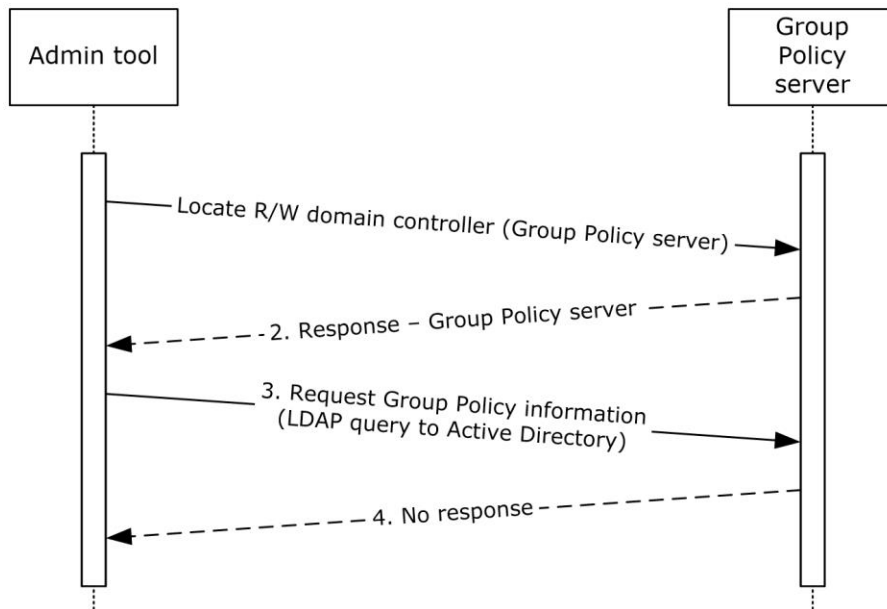 Admin tool
Group
Policy
server
Locate R/W domain controller (Group Policy server)
2. Response – Group Policy server
3. Request Group Policy information
(LDAP query to Active Directory)
4. No response